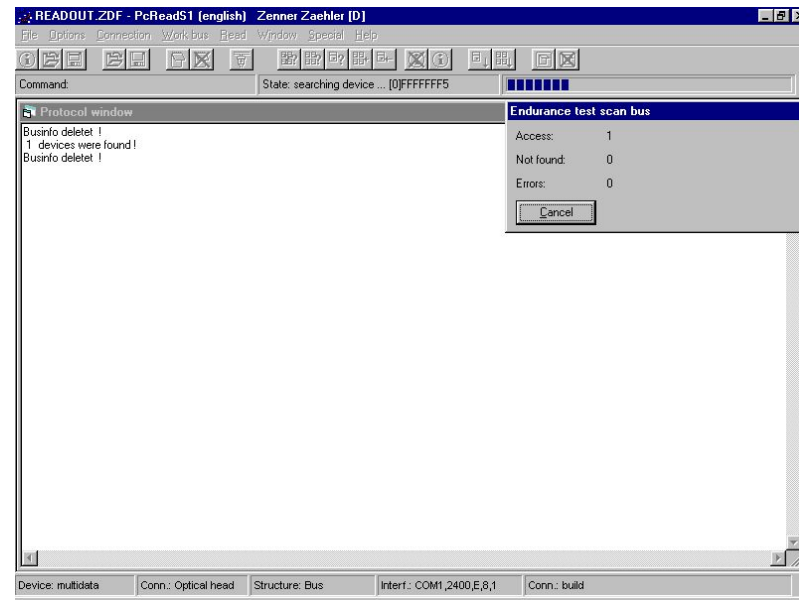 READOUT.ZDF - PcReadS1 (english) Zenner Zaehler [D]
File Options Connection Work bus Read Window Special Help
Command:
State: searching device ... [0]FFFFFFF5
Protocol window
Businfo deletet !
1 devices were found !
Businfo deletet !
Endurance test scan bus
Access: 1
Not found: 0
Errors: 0
Cancel
Device: multidata
Conn.: Optical head
Structure: Bus
Interf.: COM1,2400,E,8,1
Conn.: build